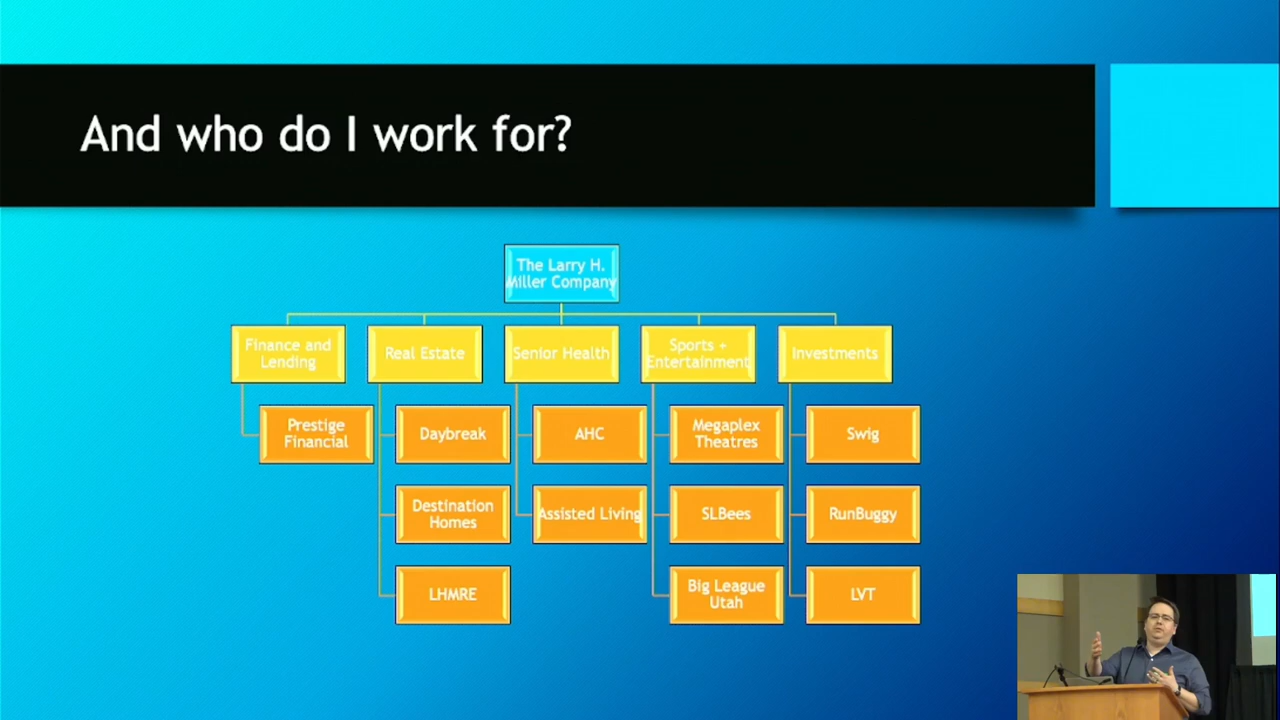 And who do I work for?
The Larry H.
Miller Company
Finance and
Lending
Real Estate
Senior Health
Sports +
Entertainment
Investments
Prestige
Financial
Daybreak
AHC
Megaplex
Theatres
Swig
Destination
Homes
Assisted Living
SLBees
RunBuggy
LHMRE
Big League
Utah
LVT